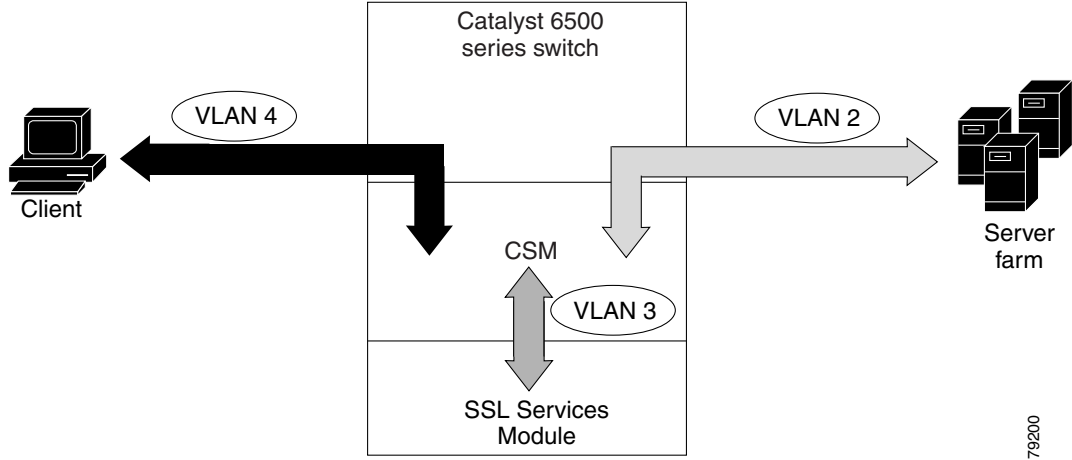 Catalyst 6500
series switch
VLAN 4
VLAN 2
Client
Server
farm
CSM
VLAN 3
SSL Services
Module
79200